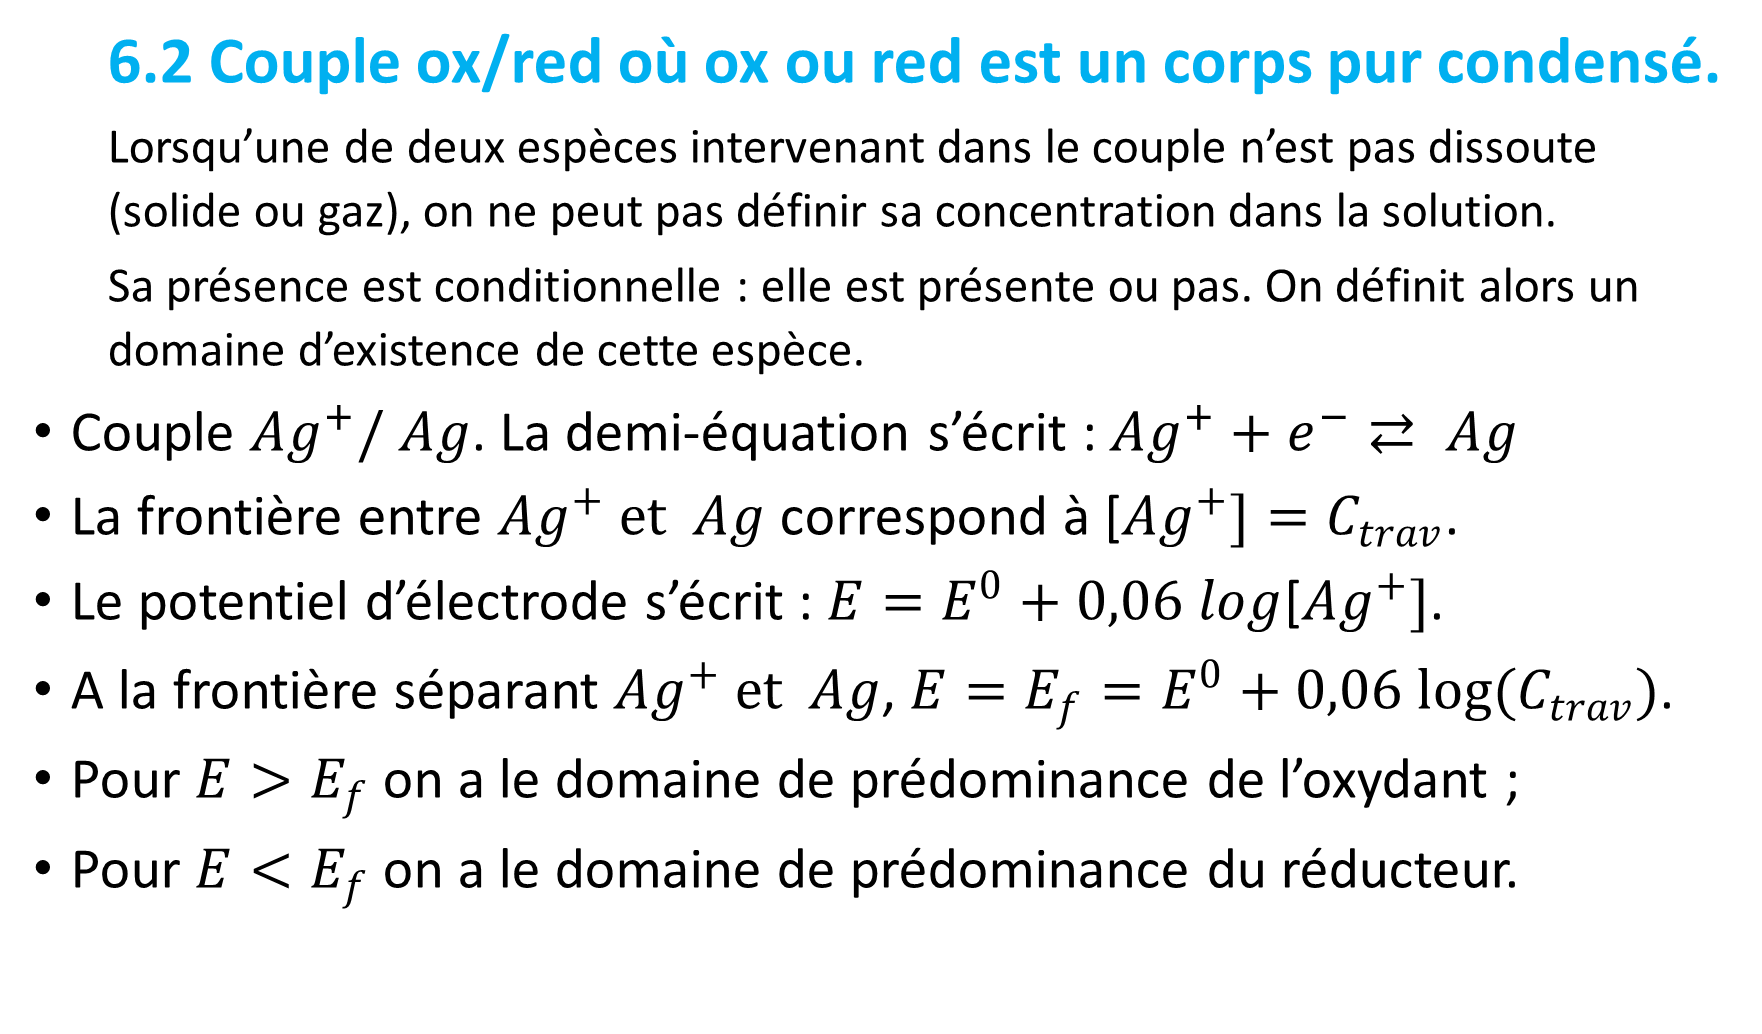 6.2 Couple ox/red où ox ou red est un corps pur condensé.
Lorsqu’une de deux espèces intervenant dans le couple n’est pas dissoute
(solide ou gaz), on ne peut pas définir sa concentration dans la solution.
Sa présence est conditionnelle : elle est présente ou pas. On définit alors un
domaine d’existence de cette espèce.
• Couple Ag⁺/ Ag. La demi-équation s’écrit : Ag⁺ + e⁻ ⇄ Ag
• La frontière entre Ag⁺ et Ag correspond à [Ag⁺] = C_{trav}.
• Le potentiel d’électrode s’écrit : E = E⁰ + 0,06 log[Ag⁺].
• A la frontière séparant Ag⁺ et Ag, E = E_f = E⁰ + 0,06 log(C_{trav}).
• Pour E > E_f on a le domaine de prédominance de l’oxydant ;
• Pour E < E_f on a le domaine de prédominance du réducteur.